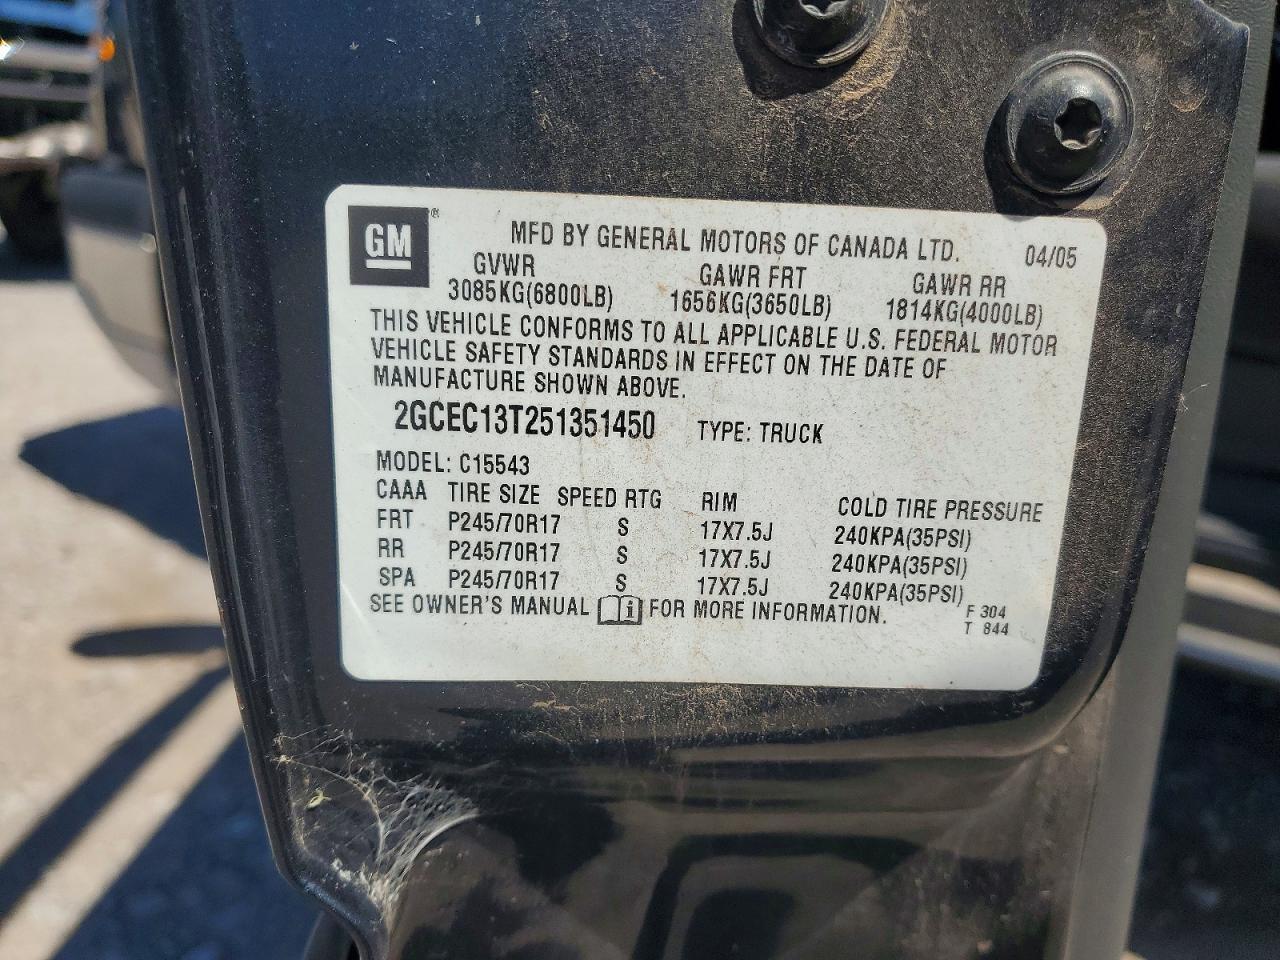 GM ®
MFD BY GENERAL MOTORS OF CANADA LTD. 04/05
GVWR GAWR FRT GAWR RR
3085KG(6800LB) 1656KG(3650LB) 1814KG(4000LB)
THIS VEHICLE CONFORMS TO ALL APPLICABLE U.S. FEDERAL MOTOR
VEHICLE SAFETY STANDARDS IN EFFECT ON THE DATE OF
MANUFACTURE SHOWN ABOVE.
2GCEC13T251351450 TYPE: TRUCK
MODEL: C15543
CAAA TIRE SIZE SPEED RTG RIM COLD TIRE PRESSURE
FRT P245/70R17 S 17X7.5J 240KPA(35PSI)
RR P245/70R17 S 17X7.5J 240KPA(35PSI)
SPA P245/70R17 S 17X7.5J 240KPA(35PSI)
SEE OWNER'S MANUAL i FOR MORE INFORMATION.
F 304
T 844